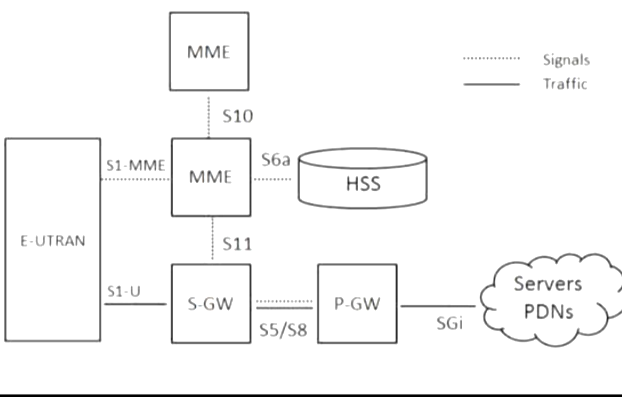 MME
Signals
Traffic
S10
S1-MME
MME
S6a
HSS
E-UTRAN
S11
S1-U
S-GW
S5/S8
P-GW
SGi
Servers
PDNs